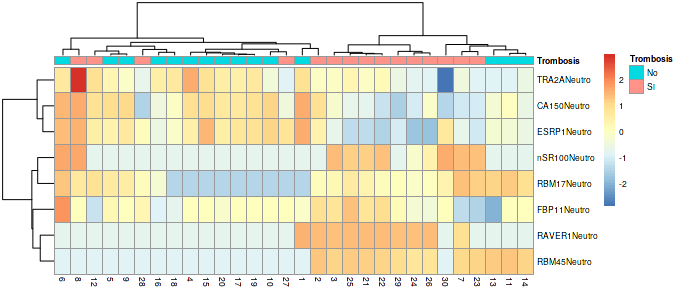 Trombosis
TRA2ANeutro
CA150Neutro
ESRP1Neutro
nSR100Neutro
RBM17Neutro
FBP11Neutro
RAVER1Neutro
RBM45Neutro
6 8 12 5 9 28 16 18 4 15 20 17 19 10 27 1 2 3 25 21 22 29 24 26 30 7 23 13 11 14
2
1
0
-1
-2
Trombosis
No
SI